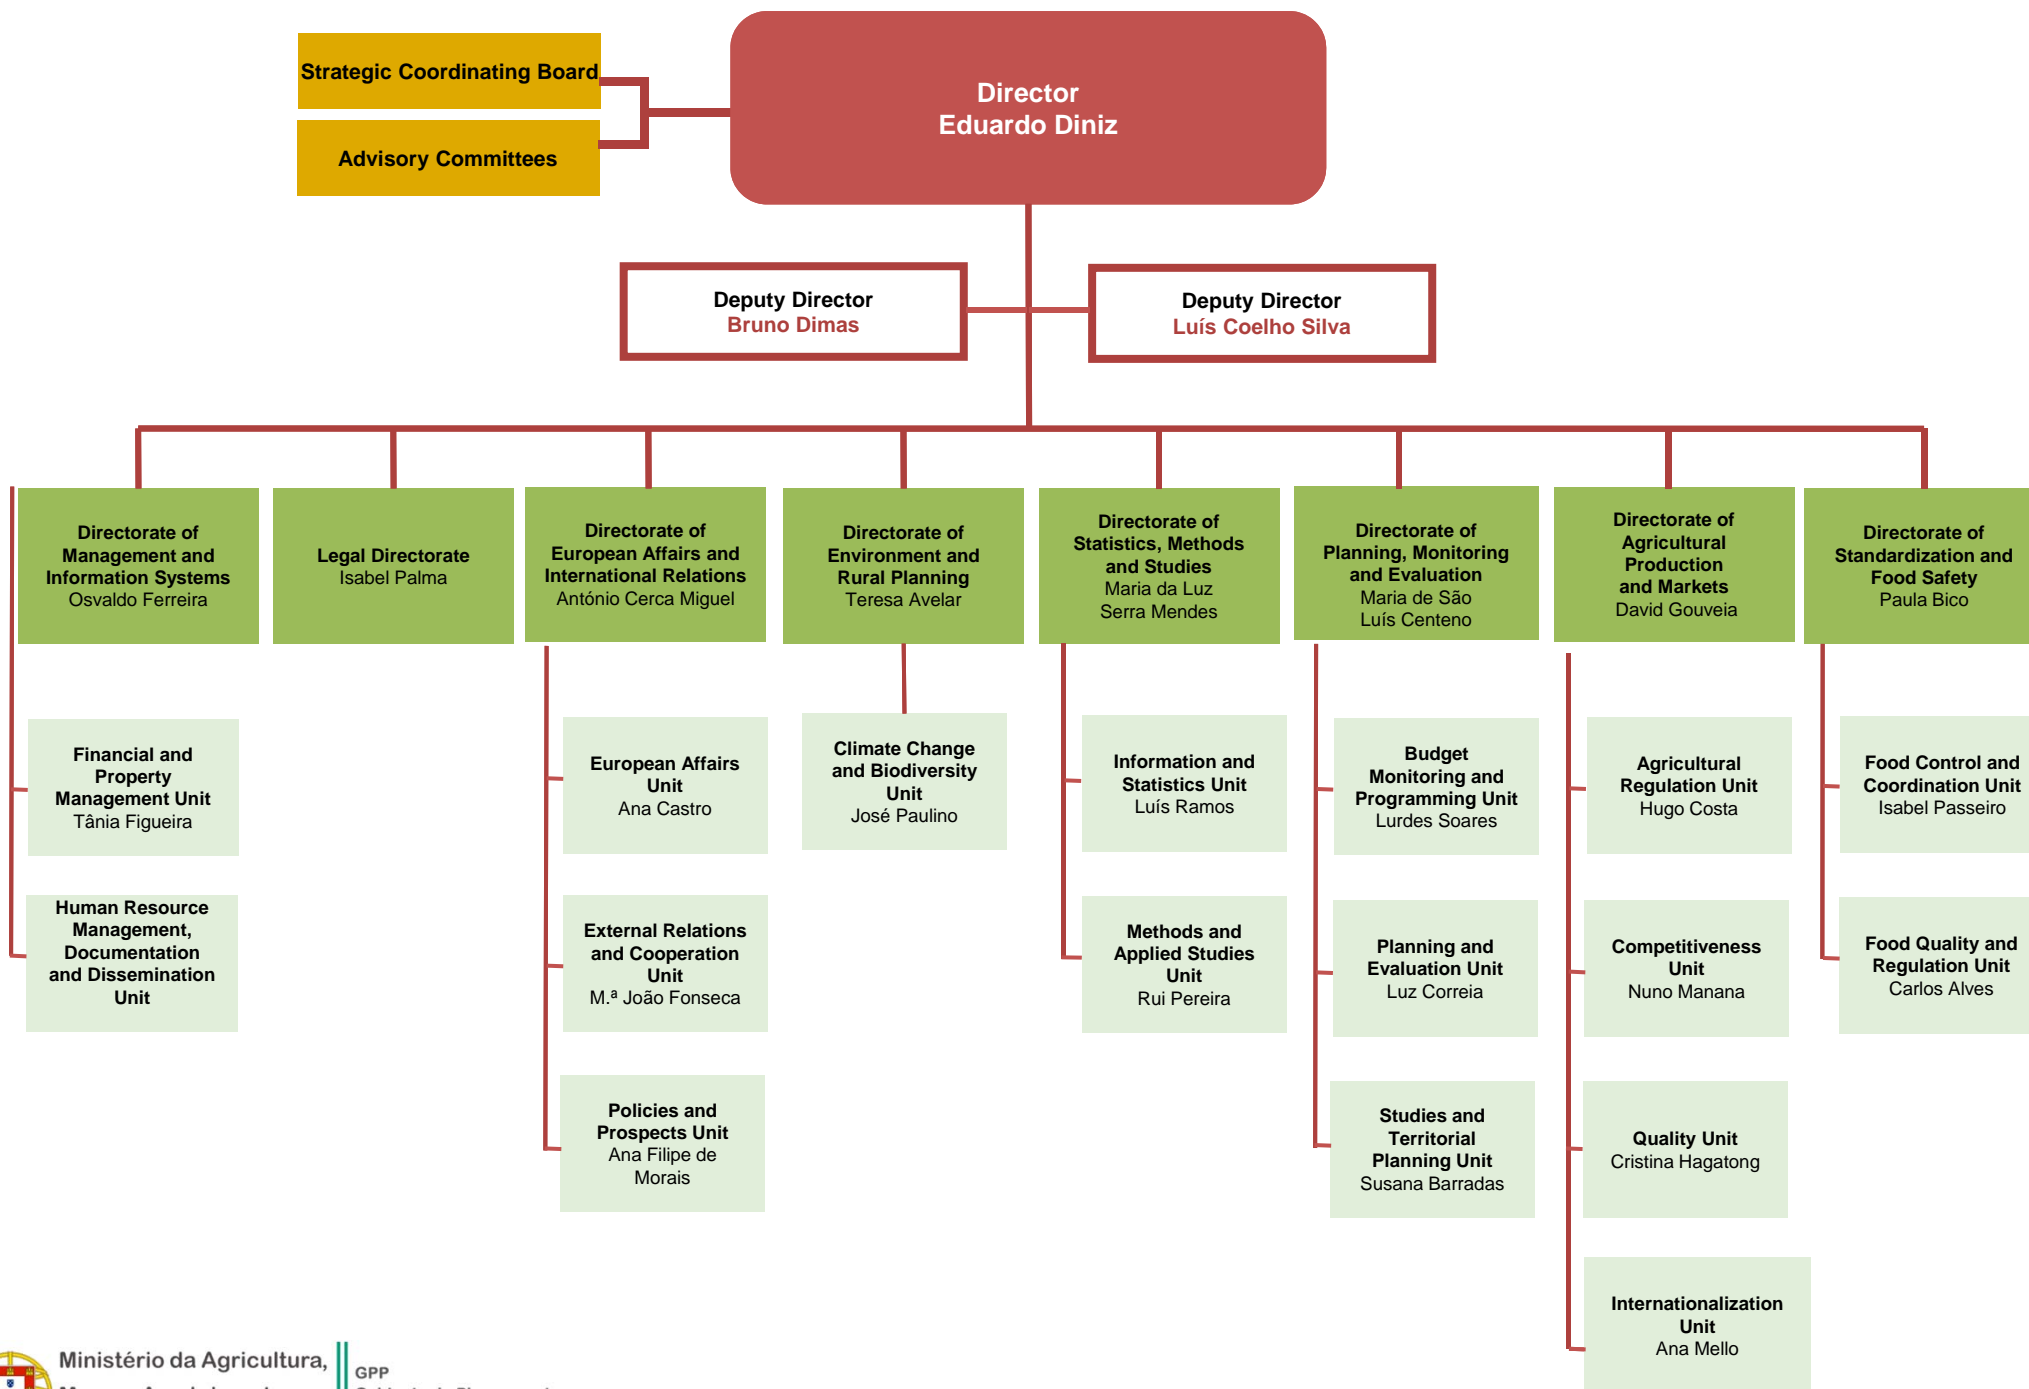 Strategic Coordinating Board
Advisory Committees
Director
Eduardo Diniz
Deputy Director
Bruno Dimas
Deputy Director
Luís Coelho Silva
Directorate of
Management and
Information Systems
Osvaldo Ferreira
Legal Directorate
Isabel Palma
Directorate of
European Affairs and
International Relations
António Cerca Miguel
Directorate of
Environment and
Rural Planning
Teresa Avelar
Directorate of
Statistics, Methods
and Studies
Maria da Luz
Serra Mendes
Directorate of
Planning, Monitoring
and Evaluation
Maria de São
Luís Centeno
Directorate of
Agricultural
Production
and Markets
David Gouveia
Directorate of
Standardization and
Food Safety
Paula Bico
Financial and
Property
Management Unit
Tânia Figueira
European Affairs
Unit
Ana Castro
Climate Change
and Biodiversity
Unit
José Paulino
Information and
Statistics Unit
Luís Ramos
Budget
Monitoring and
Programming Unit
Lurdes Soares
Agricultural
Regulation Unit
Hugo Costa
Food Control and
Coordination Unit
Isabel Passeiro
Human Resource
Management,
Documentation
and Dissemination
Unit
External Relations
and Cooperation
Unit
M.ª João Fonseca
Methods and
Applied Studies
Unit
Rui Pereira
Planning and
Evaluation Unit
Luz Correia
Competitiveness
Unit
Nuno Manana
Food Quality and
Regulation Unit
Carlos Alves
Policies and
Prospects Unit
Ana Filipe de
Morais
Studies and
Territorial
Planning Unit
Susana Barradas
Quality Unit
Cristina Hagatong
Internationalization
Unit
Ana Mello
Ministério da Agricultura,
GPP